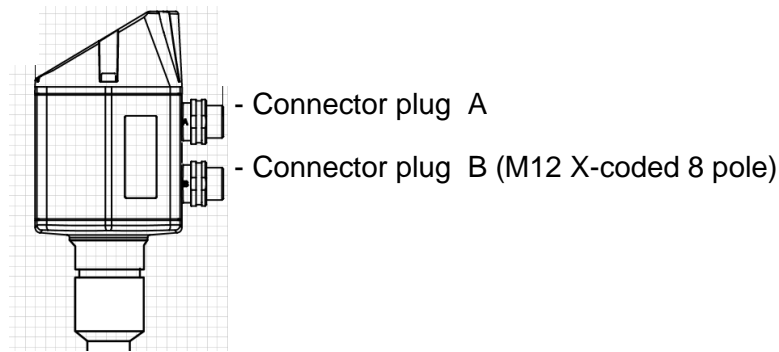 - Connector plug A
- Connector plug B (M12 X-coded 8 pole)